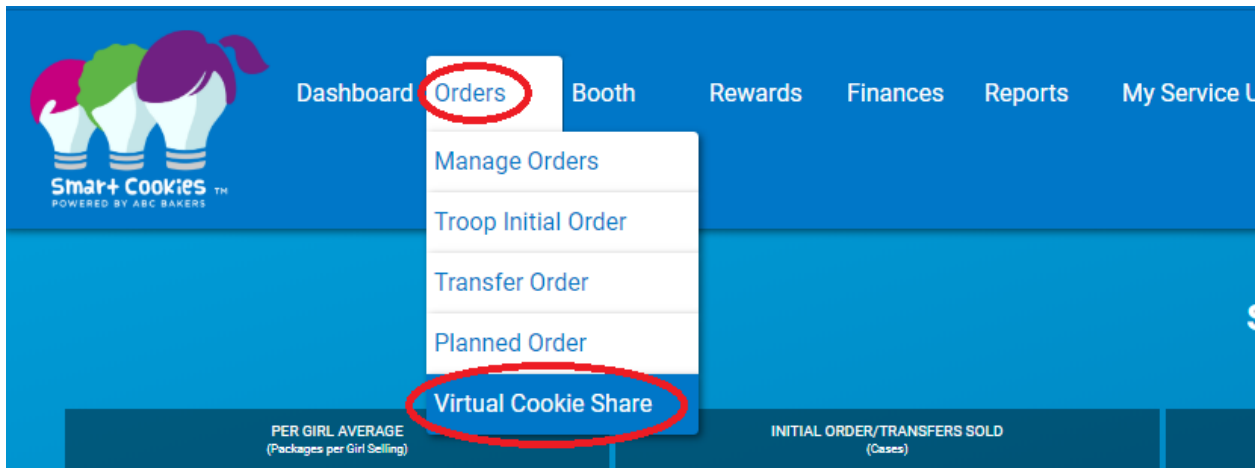 Dashboard Orders Booth Rewards Finances Reports My Service U
Manage Orders
Smart Cookies TM
POWERED BY ABC BAKERS
Troop Initial Order
Transfer Order
Planned Order
Virtual Cookie Share
PER GIRL AVERAGE
(Packages per Girl Selling)
INITIAL ORDER/TRANSFERS SOLD
(Cases)